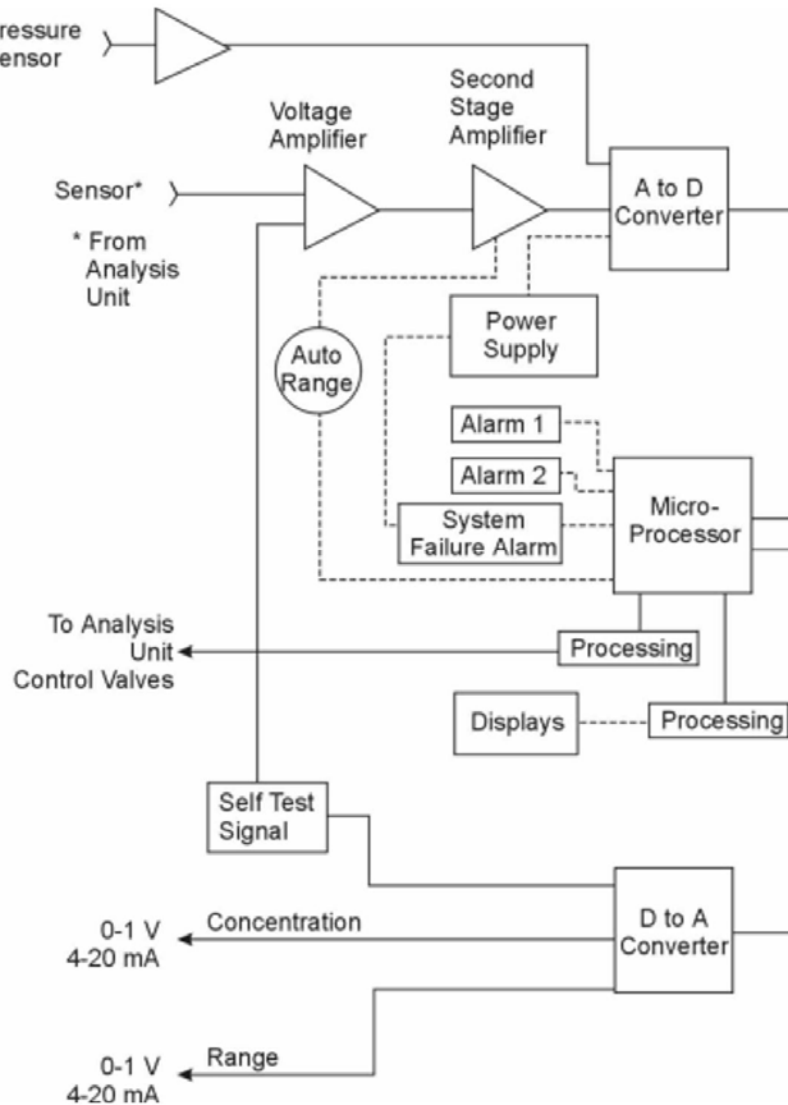 ressure
ensor
Second
Stage
Amplifier
Voltage
Amplifier
A to D
Converter
Sensor*
* From
Analysis
Unit
Power
Supply
Auto
Range
Alarm 1
Alarm 2
System
Failure Alarm
Micro-
Processor
To Analysis
Unit
Control Valves
Processing
Displays
Processing
Self Test
Signal
D to A
Converter
Concentration
0-1 V
4-20 mA
Range
0-1 V
4-20 mA